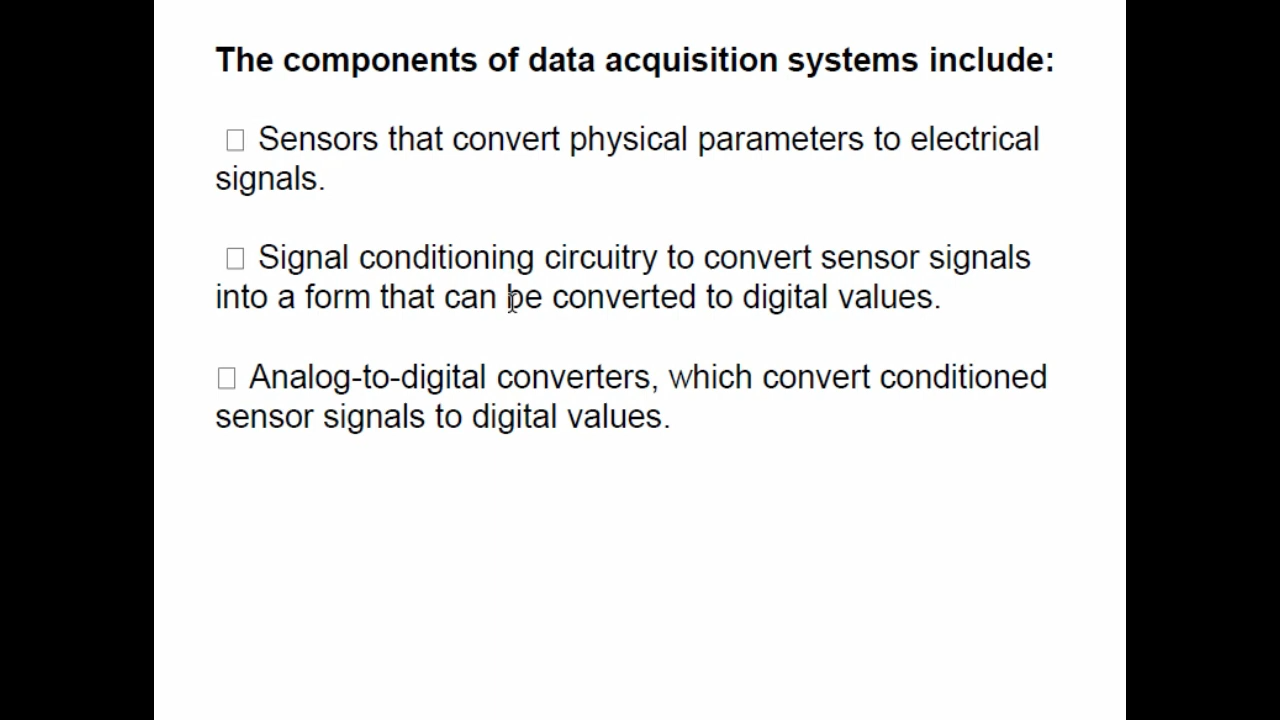 The components of data acquisition systems include:
□ Sensors that convert physical parameters to electrical
signals.
□ Signal conditioning circuitry to convert sensor signals
into a form that can be converted to digital values.
□ Analog-to-digital converters, which convert conditioned
sensor signals to digital values.